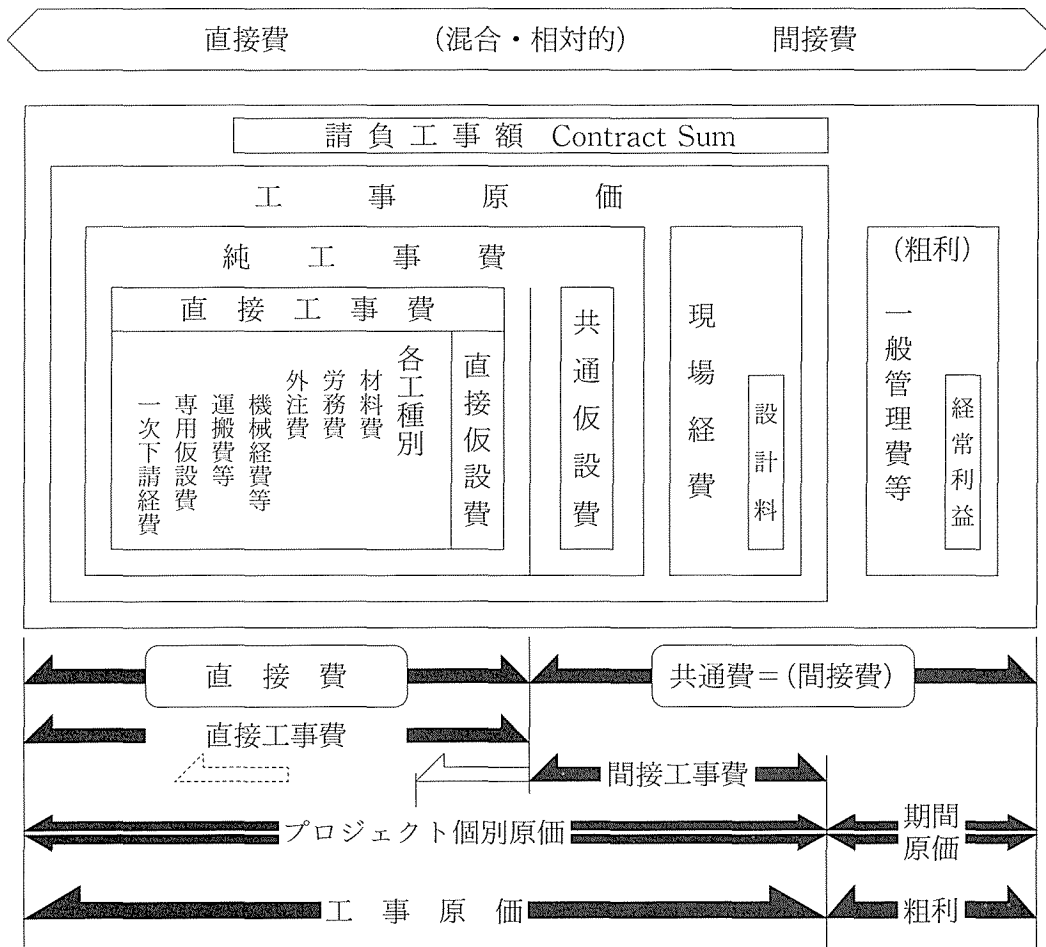 直接費 (混合・相対的) 間接費
請負工事額 Contract Sum
工事原価
純工事費
直接工事費
各工種別
材料費
労務費
外注費
機械経費等
運搬費等
専用仮設費
一次下請経費
直接仮設費
共通仮設費
現場経費
設計料
(粗利)
一般管理費等
経常利益
直接費 共通費=(間接費)
直接工事費
間接工事費
プロジェクト個別原価 期間原価
工事原価 粗利